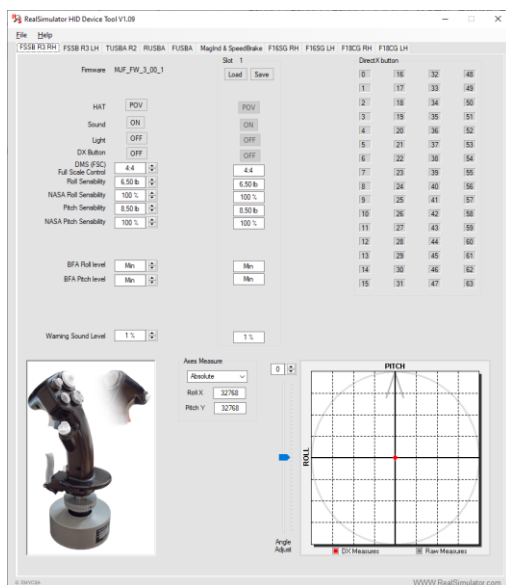 RealSimulator HID Device Tool V1.09
File Help
FSSB R3 RH FSSB R3 LH TUSBA R2 RUSBA FUSBA MagInd & SpeedBrake F16SG RH F16SG LH F18CG RH F18CG LH
Slot 1
DirectX button
Firmware MJF_FW_3_00_1
Load Save
HAT POV POV
Sound ON ON
Light OFF OFF
DX Button OFF OFF
DMS (FSC)
Full Scale Control 4:4 4:4
Roll Sensibility 6,50 lb 6,50 lb
NASA Roll Sensibility 100 % 100 %
Pitch Sensibility 8,50 lb 8,50 lb
NASA Pitch Sensibility 100 % 100 %
BFA Roll level Min Min
BFA Pitch level Min Min
Warning Sound Level 1 % 1 %
0 16 32 48
1 17 33 49
2 18 34 50
3 19 35 51
4 20 36 52
5 21 37 53
6 22 38 54
7 23 39 55
8 24 40 56
9 25 41 57
10 26 42 58
11 27 43 59
12 28 44 60
13 29 45 61
14 30 46 62
15 31 47 63
Axes Measure
Absolute
Roll X 32768
Pitch Y 32768
0
Angle
Adjust
PITCH
ROLL
DX Measures Raw Measures
WWW.RealSimulator.com